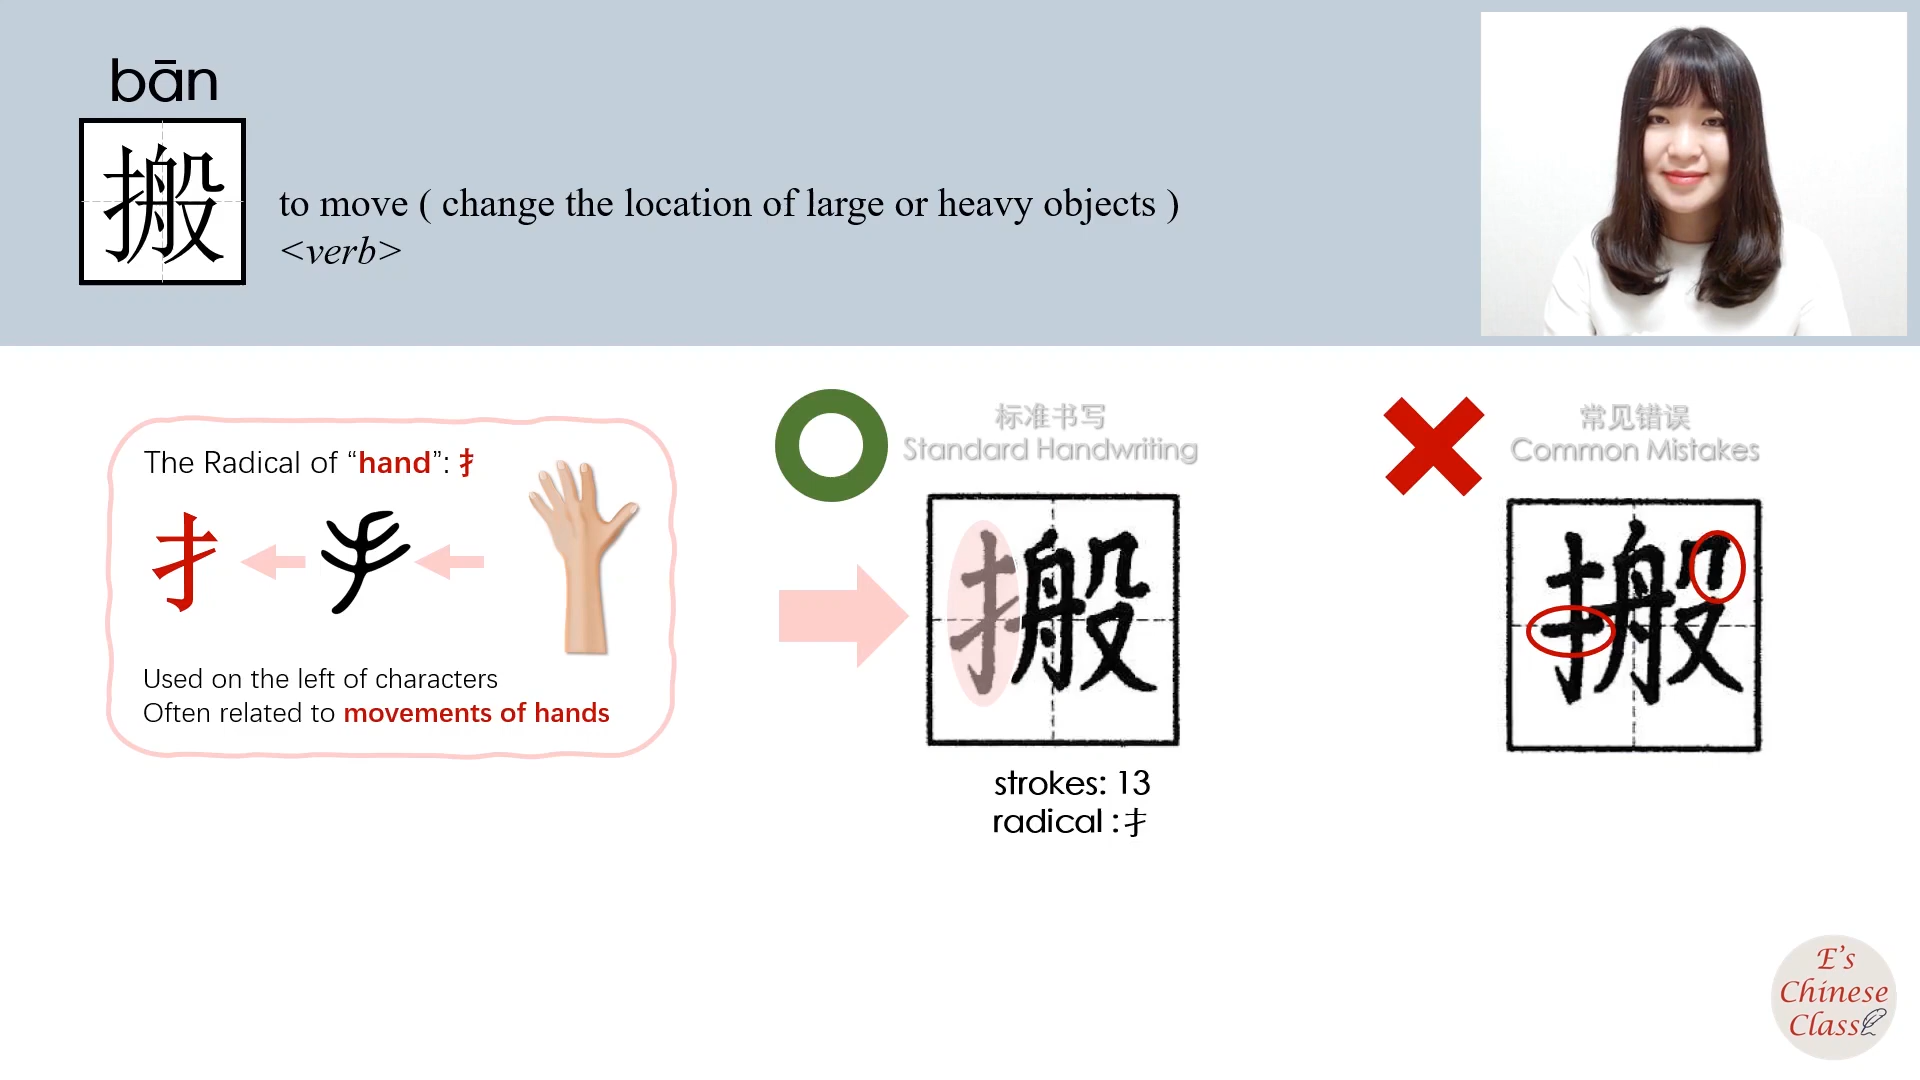 bān
搬
to move ( change the location of large or heavy objects )
<verb>
The Radical of “hand”: 扌
扌
Used on the left of characters
Often related to movements of hands
标准书写
Standard Handwriting
搬
strokes: 13
radical :扌
常见错误
Common Mistakes
E’s
Chinese
Class